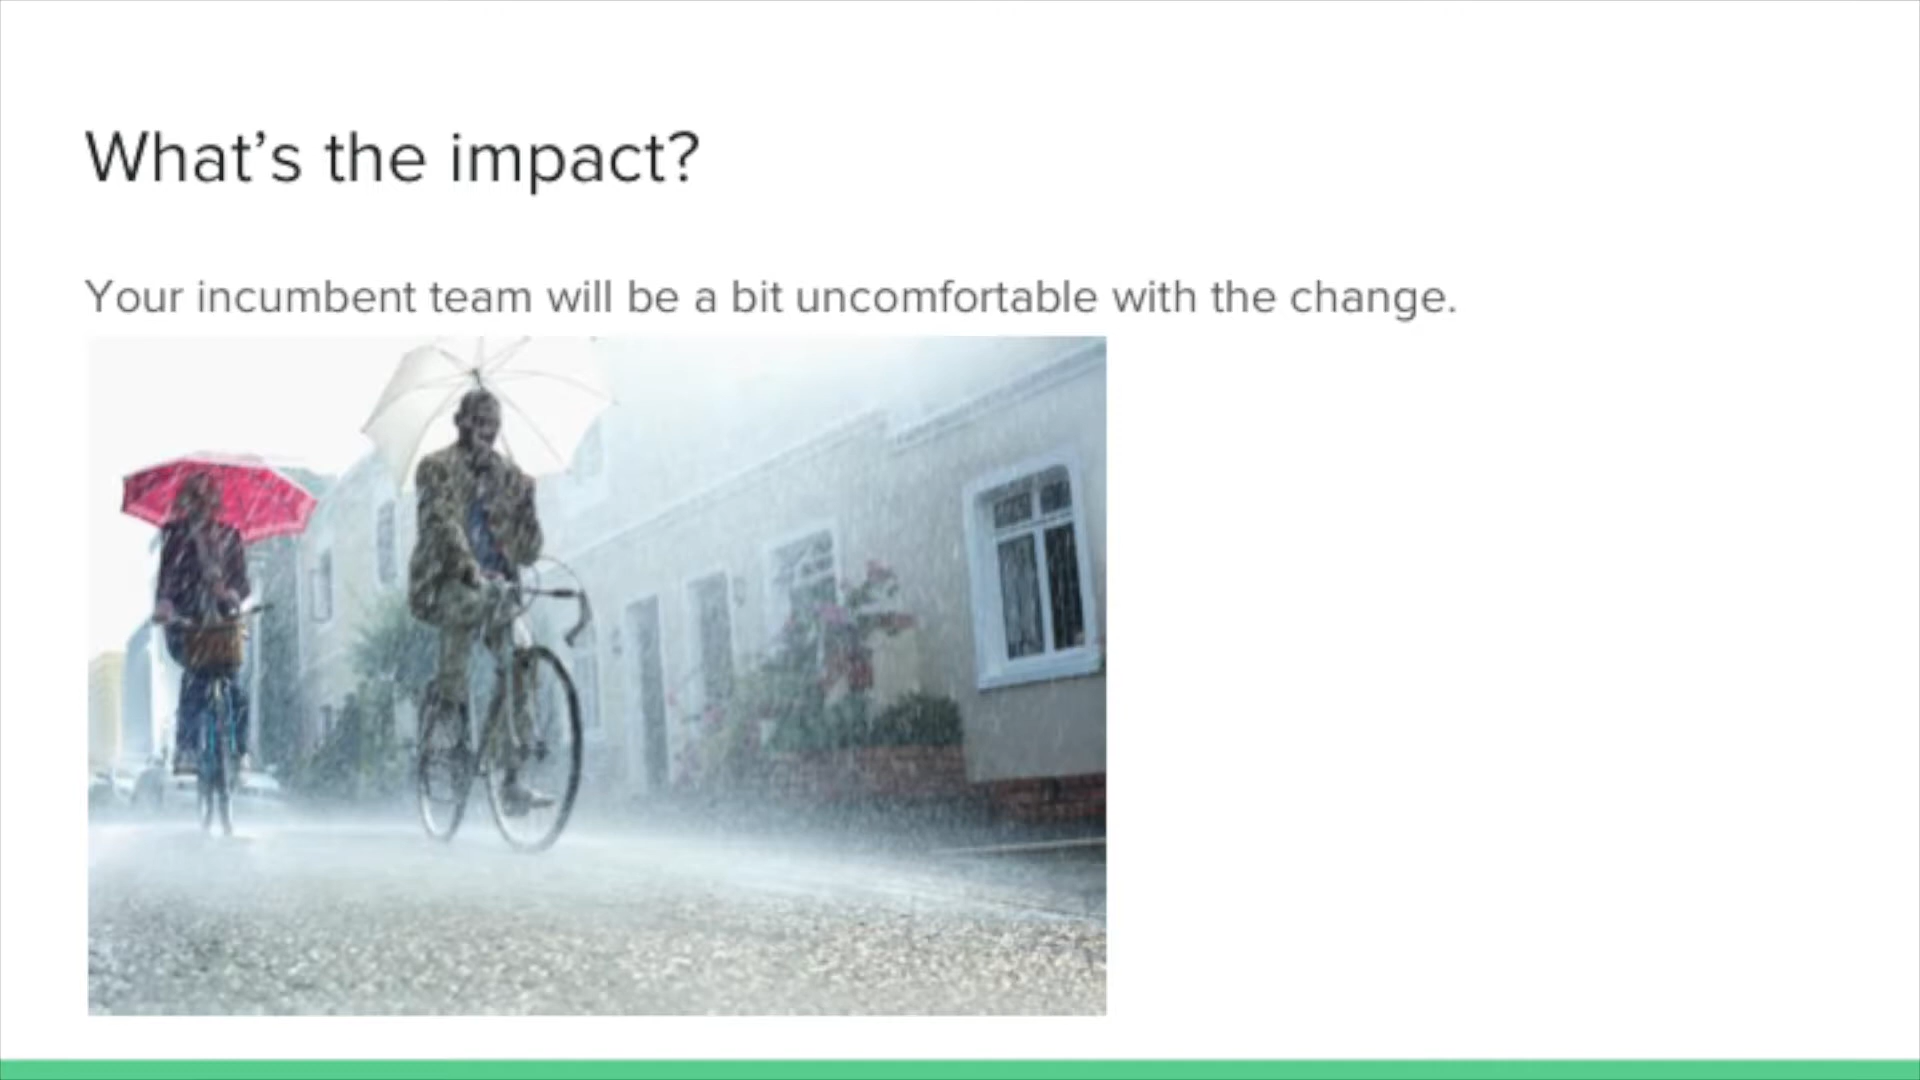 What’s the impact?
Your incumbent team will be a bit uncomfortable with the change.